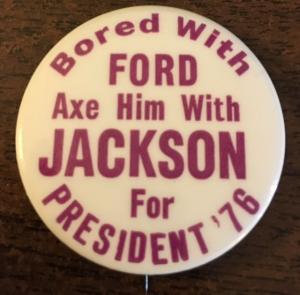 Bored With
FORD
Axe Him With
JACKSON
For
PRESIDENT '76